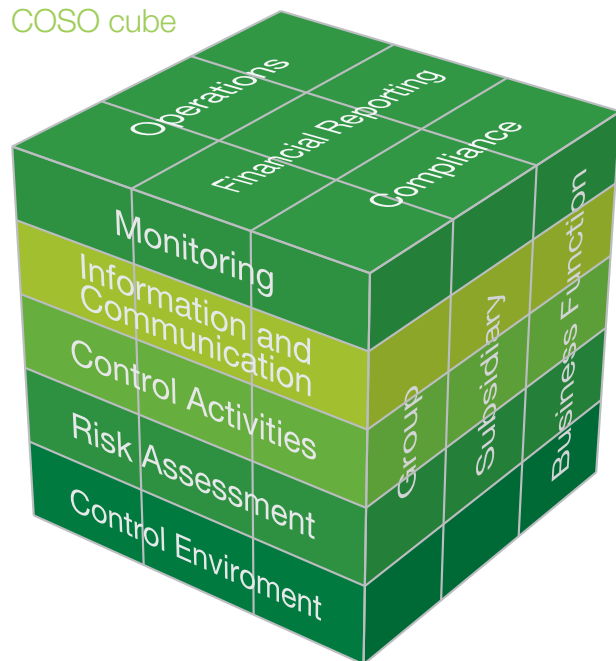 COSO cube
Operations
Financial Reporting
Compliance
Monitoring
Information and
Communication
Control Activities
Risk Assessment
Control Enviroment
Group
Subsidiary
Business Function